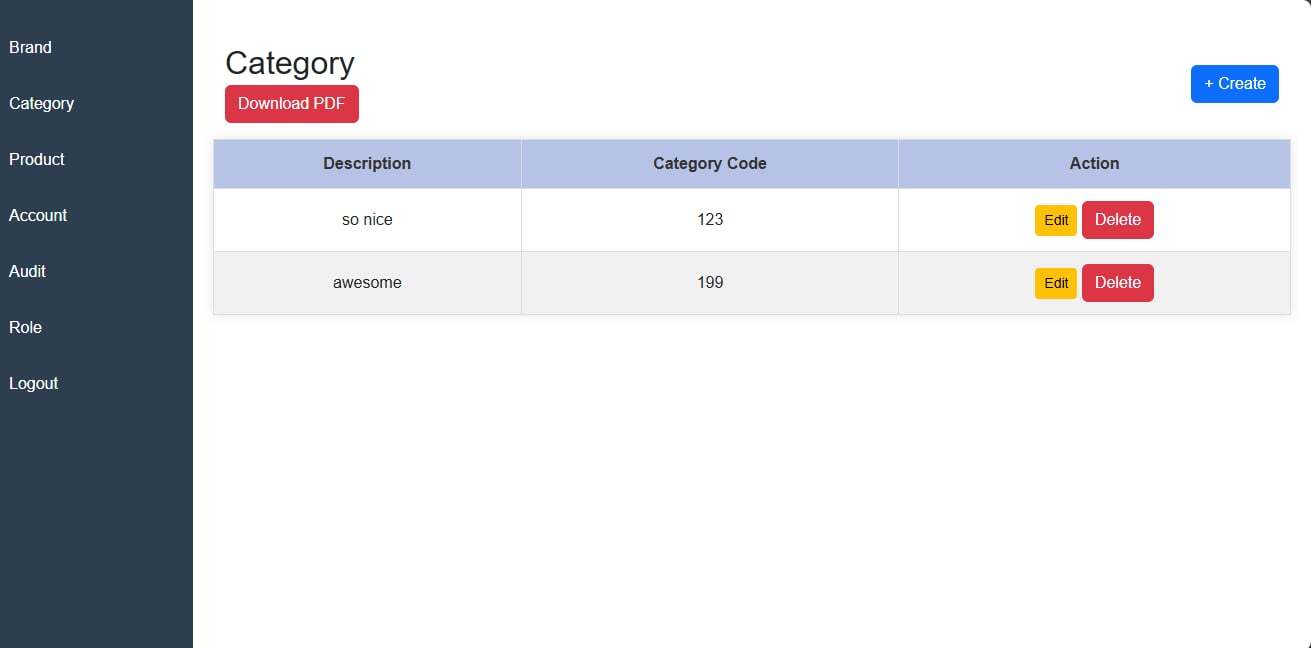 Brand
Category
Product
Account
Audit
Role
Logout
Category
Download PDF
+ Create
Description Category Code Action
so nice 123 Edit Delete
awesome 199 Edit Delete